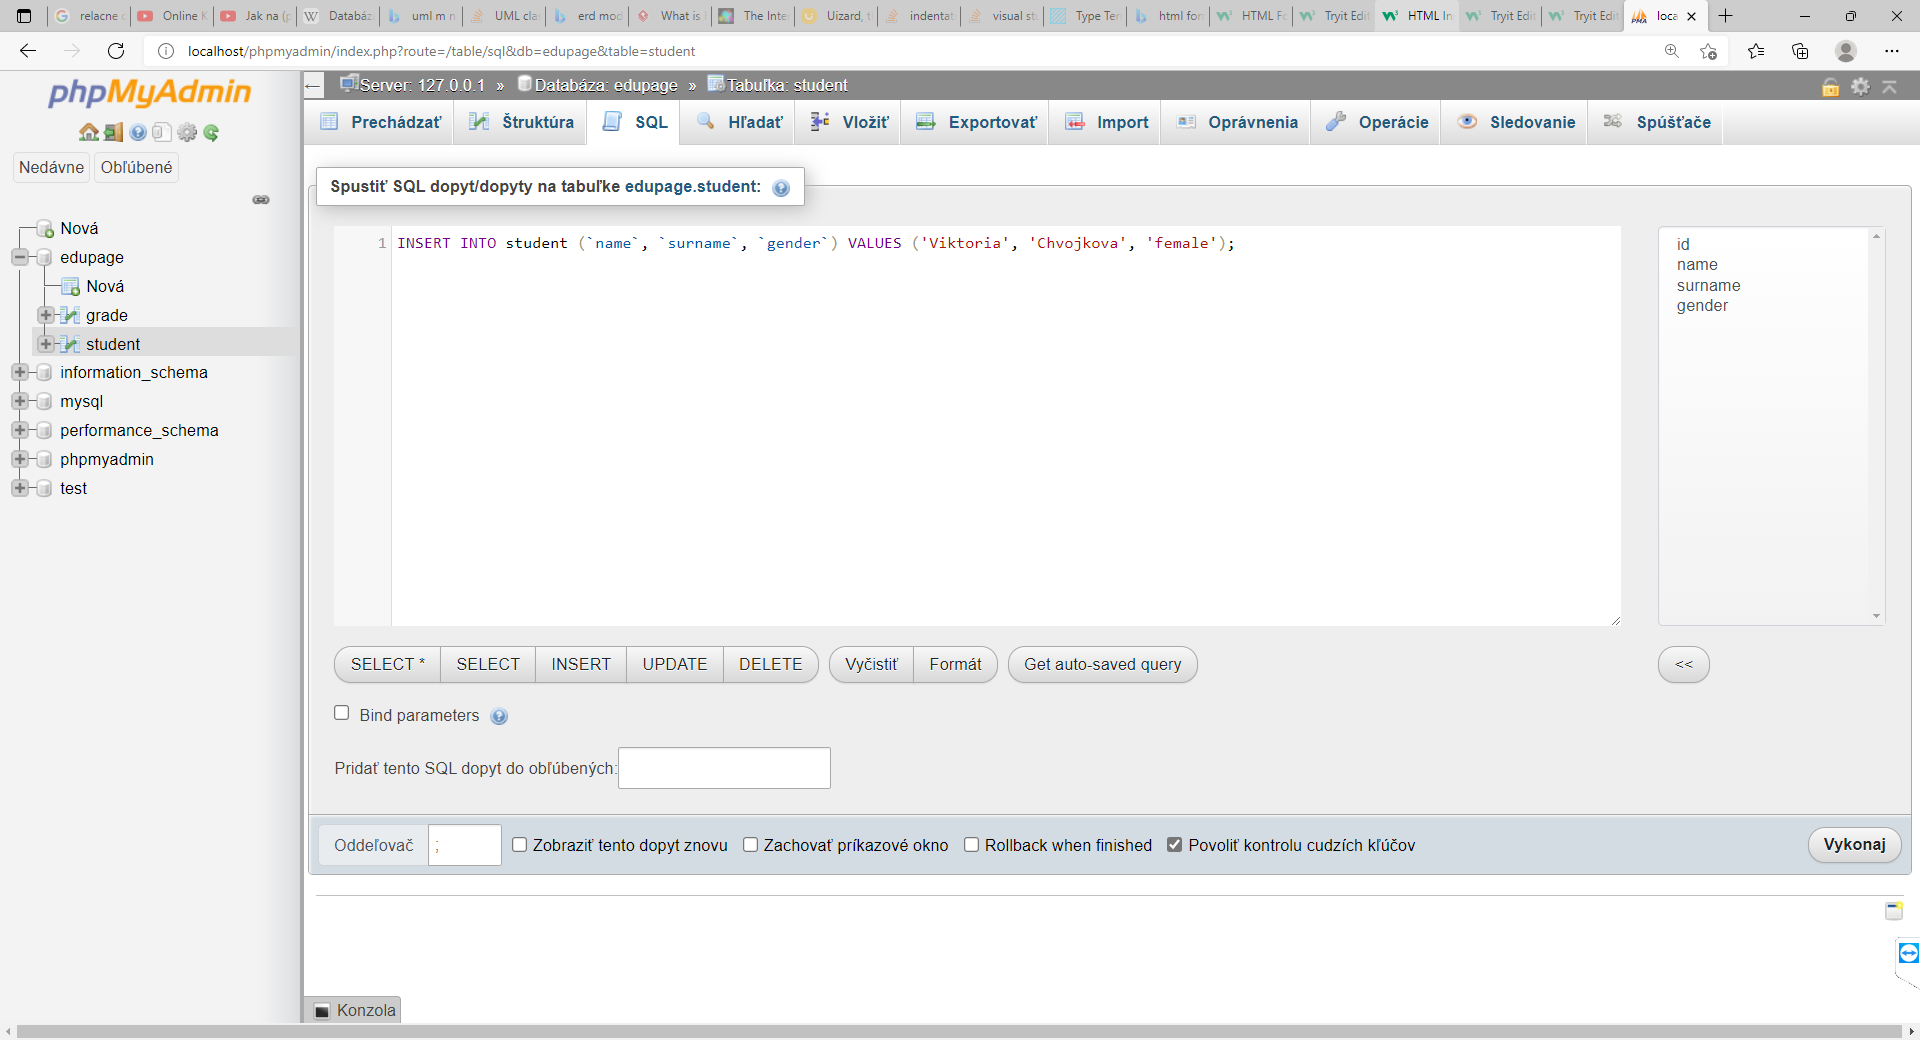 relacne d
Online K
Jak na (p
Databáz
uml m n
UML clas
erd mod
What is
The Inte
Uizard, t
indentat
visual stu
Type Ter
html for
HTML Fo
Tryit Edit
HTML In
Tryit Edit
Tryit Edit
loca
localhost/phpmyadmin/index.php?route=/table/sql&db=edupage&table=student
phpMyAdmin
Nedávne
Obľúbené
Nová
edupage
Nová
grade
student
information_schema
mysql
performance_schema
phpmyadmin
test
Server: 127.0.0.1 » Databáza: edupage » Tabuľka: student
Prechádzať
Štruktúra
SQL
Hľadať
Vložiť
Exportovať
Import
Oprávnenia
Operácie
Sledovanie
Spúšťače
Spustiť SQL dopyt/dopyty na tabuľke edupage.student:
1 INSERT INTO student (`name`, `surname`, `gender`) VALUES ('Viktoria', 'Chvojkova', 'female');
id
name
surname
gender
SELECT *
SELECT
INSERT
UPDATE
DELETE
Vyčistiť
Formát
Get auto-saved query
<<
Bind parameters
Pridať tento SQL dopyt do obľúbených:
Oddeľovač
;
Zobraziť tento dopyt znovu
Zachovať príkazové okno
Rollback when finished
Povoliť kontrolu cudzích kľúčov
Vykonaj
Konzola